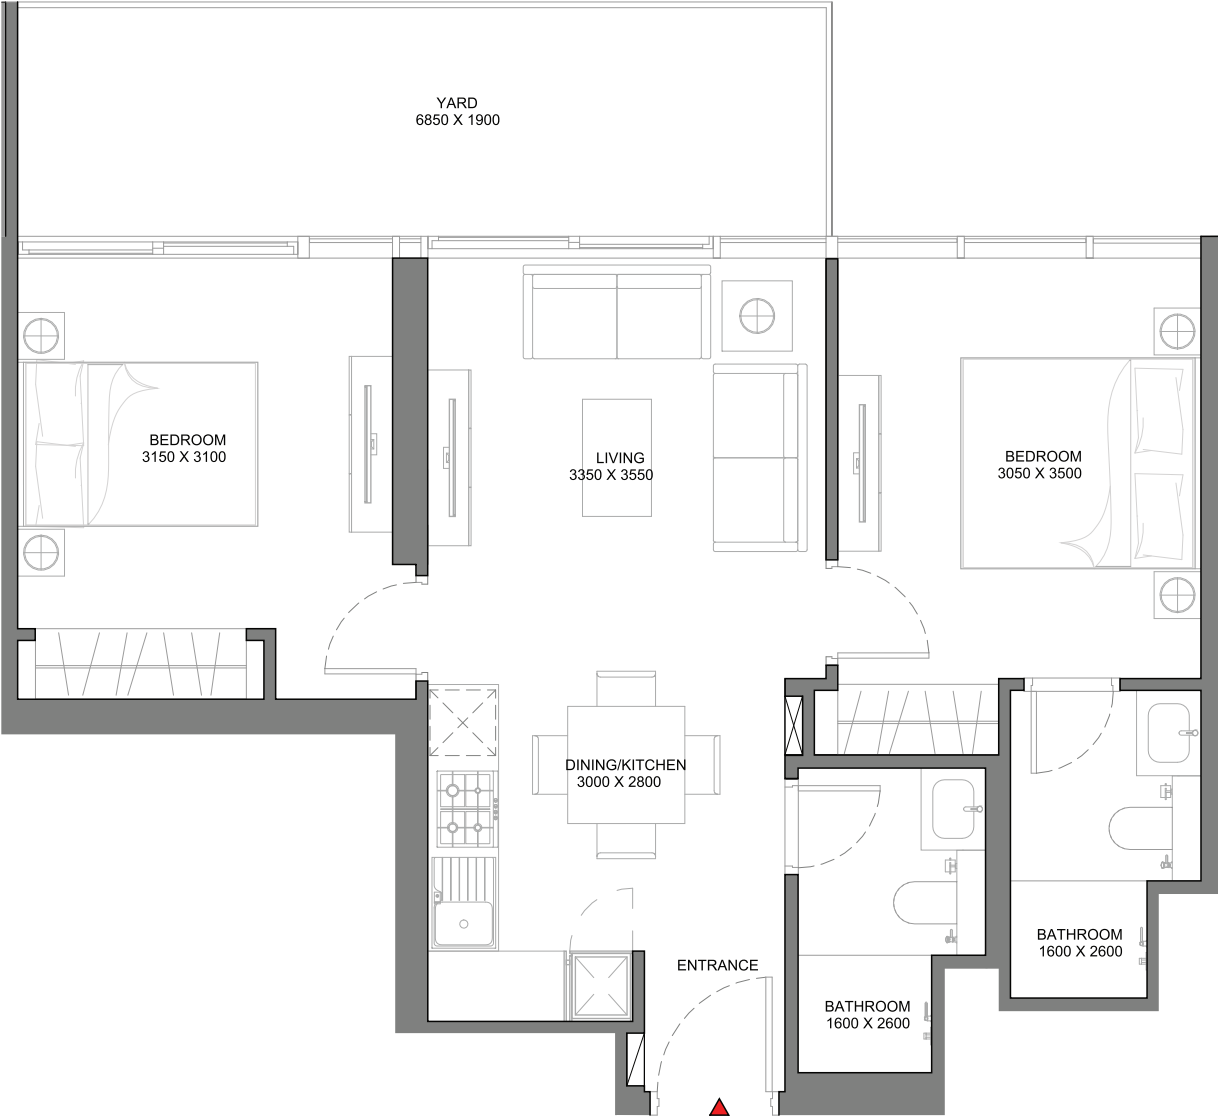 YARD
6850 X 1900
BEDROOM
3150 X 3100
LIVING
3350 X 3550
BEDROOM
3050 X 3500
DINING/KITCHEN
3000 X 2800
ENTRANCE
BATHROOM
1600 X 2600
BATHROOM
1600 X 2600